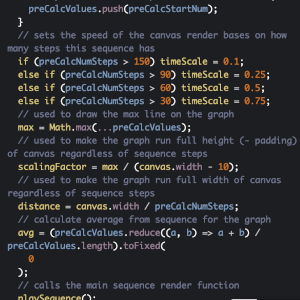 preCalcValues.push(preCalcStartNum);
}
// sets the speed of the canvas render bases on how
many steps this sequence has
if (preCalcNumSteps > 150) timeScale = 0.1;
else if (preCalcNumSteps > 90) timeScale = 0.25;
else if (preCalcNumSteps > 60) timeScale = 0.5;
else if (preCalcNumSteps > 30) timeScale = 0.75;
// used to draw the max line on the graph
max = Math.max(...preCalcValues);
// used to make the graph run full height (- padding)
of canvas regardless of sequence steps
scalingFactor = max / (canvas.width - 10);
// used to make the graph run full width of canvas
regardless of sequence steps
distance = canvas.width / preCalcNumSteps;
// calculate average from sequence for the graph
avg = (preCalcValues.reduce((a, b) => a + b) /
preCalcValues.length).toFixed(
0
);
// calls the main sequence render function
playSequence();